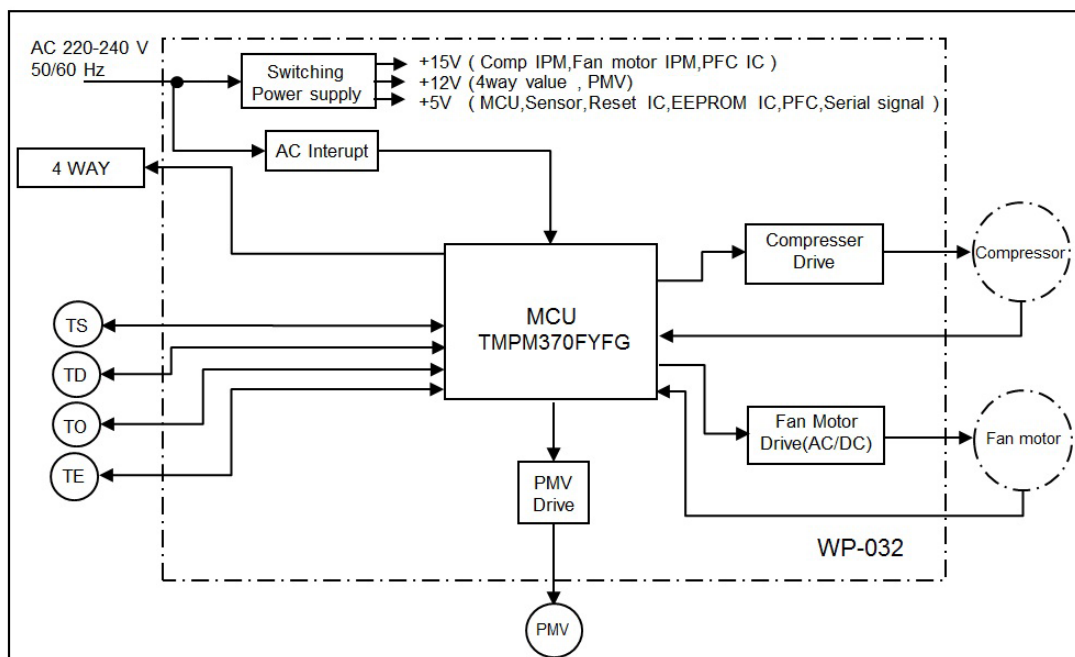 AC 220-240 V
50/60 Hz
Switching
Power supply
+15V ( Comp IPM,Fan motor IPM,PFC IC )
+12V (4way value , PMV)
+5V ( MCU,Sensor,Reset IC,EEPROM IC,PFC,Serial signal )
AC Interupt
4 WAY
Compresser
Drive
Compressor
MCU
TMPM370FYFG
TS
TD
TO
TE
Fan Motor
Drive(AC/DC)
Fan motor
PMV
Drive
WP-032
PMV